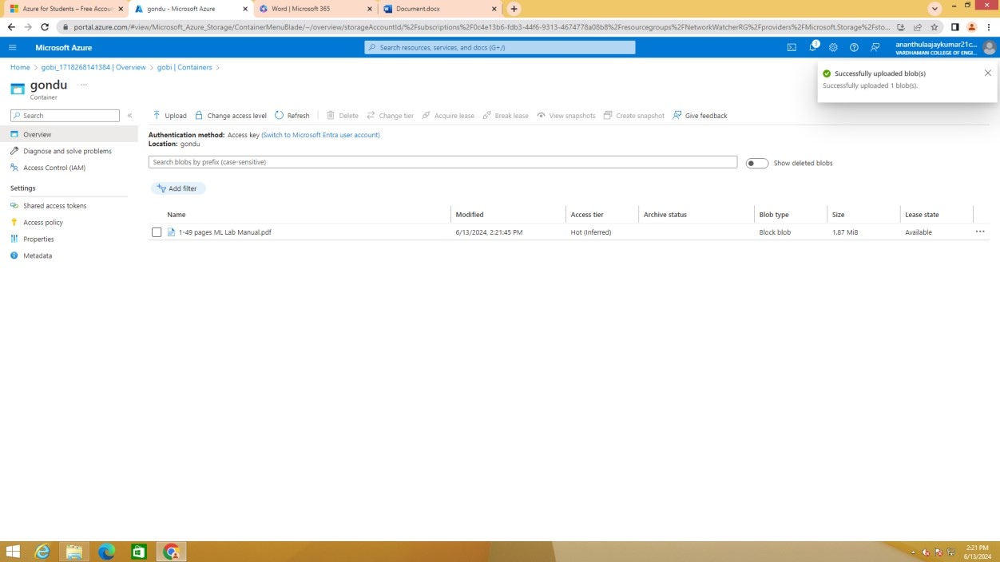 Azure for Students – Free Accou
gondu - Microsoft Azure
Word | Microsoft 365
Document.docx
portal.azure.com/#view/Microsoft_Azure_Storage/ContainerMenuBlade/~/overview/storageAccountId/%2Fsubscriptions%2F0c4e13b6-fdb3-44f6-9313-4674778a08b8%2Fresourcegroups%2FNetworkWatcherRG%2Fproviders%2FMicrosoft.Storage%2Fsto...
Microsoft Azure
Search resources, services, and docs (G+/)
3
ananthulaajaykumar21c...
VARDHAMAN COLLEGE OF ENGI...
Home > gobi_1718268141384 | Overview > gobi | Containers >
gondu ...
Container
Successfully uploaded blob(s)
Successfully uploaded 1 blob(s).
Search
Upload Change access level Refresh Delete Change tier Acquire lease Break lease View snapshots Create snapshot Give feedback
Overview
Diagnose and solve problems
Access Control (IAM)
Settings
Shared access tokens
Access policy
Properties
Metadata
Authentication method: Access key (Switch to Microsoft Entra user account)
Location: gondu
Search blobs by prefix (case-sensitive)
Show deleted blobs
Add filter
Name Modified Access tier Archive status Blob type Size Lease state
1-49 pages ML Lab Manual.pdf 6/13/2024, 2:21:45 PM Hot (Inferred) Block blob 1.87 MiB Available ...
2:21 PM
6/13/2024